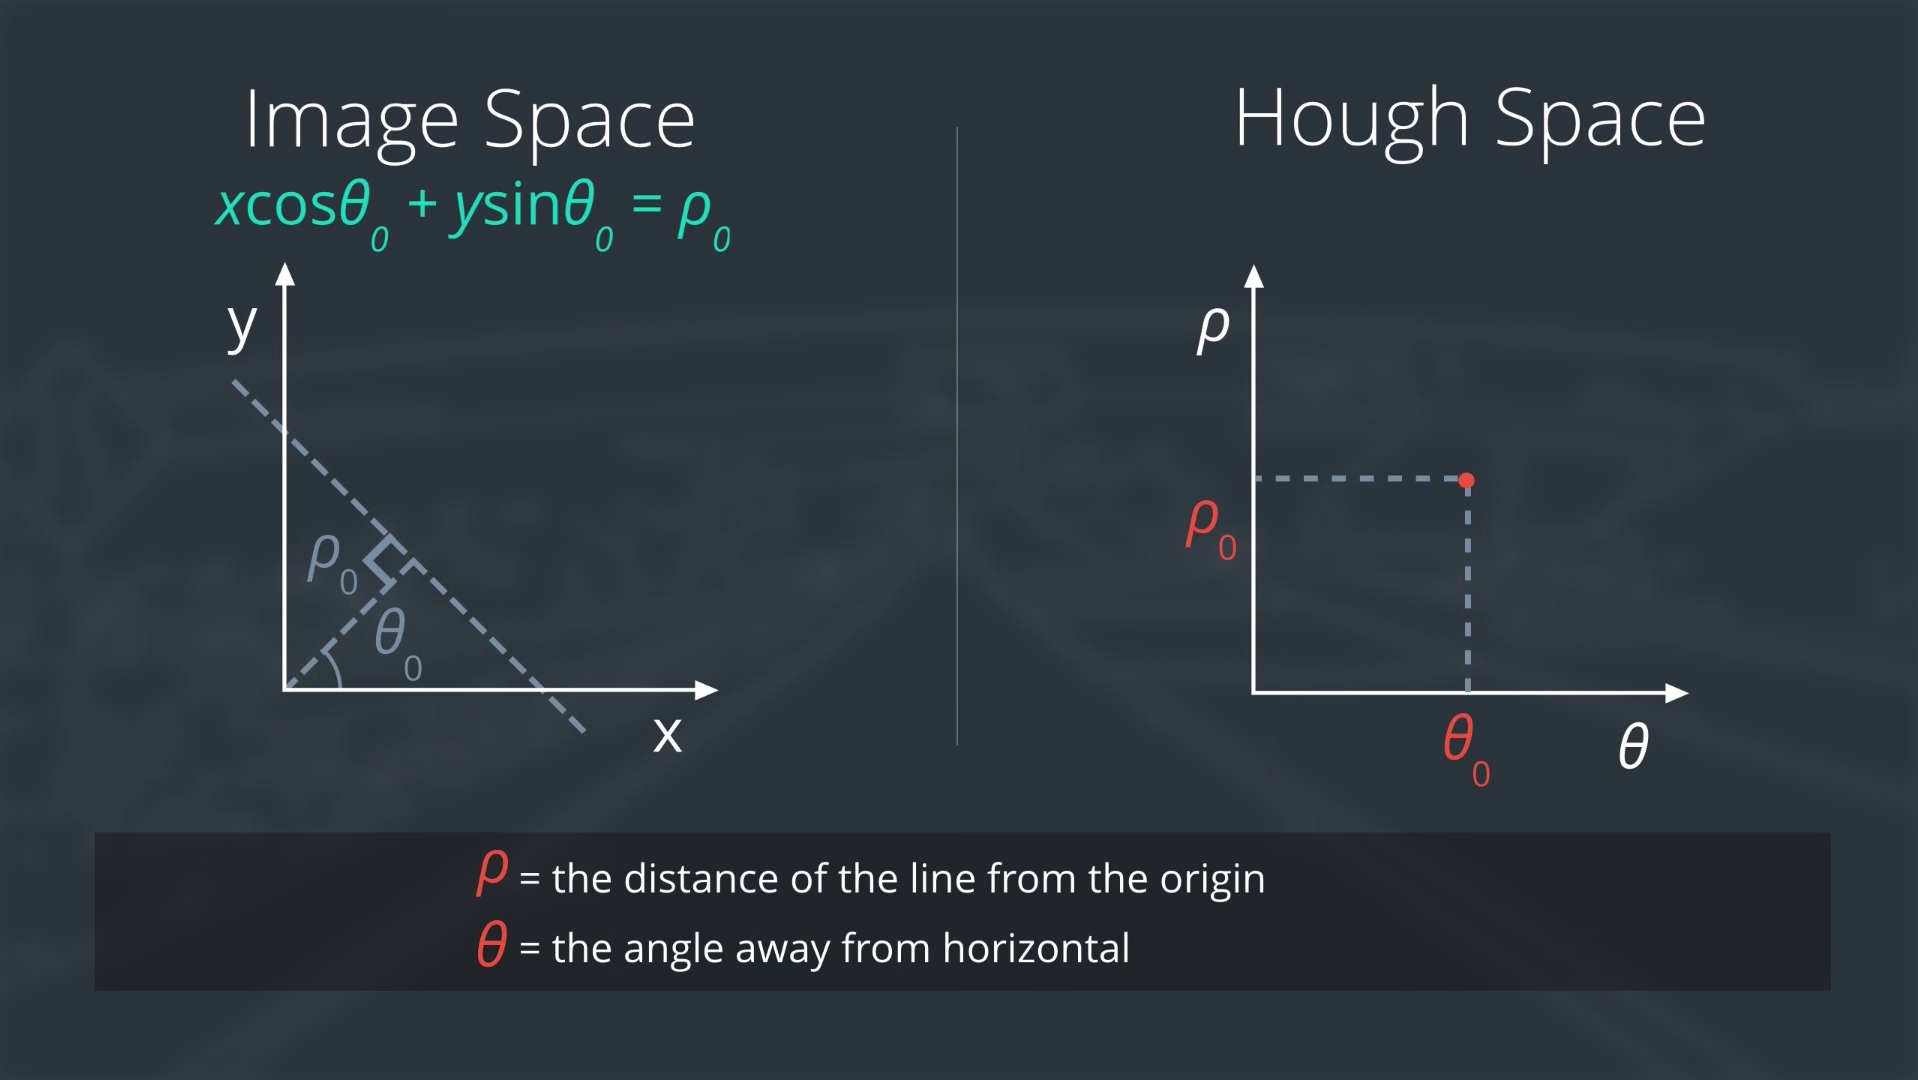 Image Space
xcosθ₀ + ysinθ₀ = ρ₀
y
ρ₀
θ₀
x
Hough Space
ρ
ρ₀
θ₀
θ
ρ = the distance of the line from the origin
θ = the angle away from horizontal